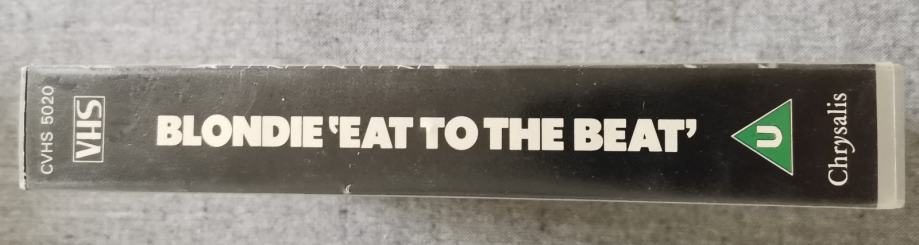 CVHS 5020
VHS
BLONDIE ‘EAT TO THE BEAT’
U
Chrysalis